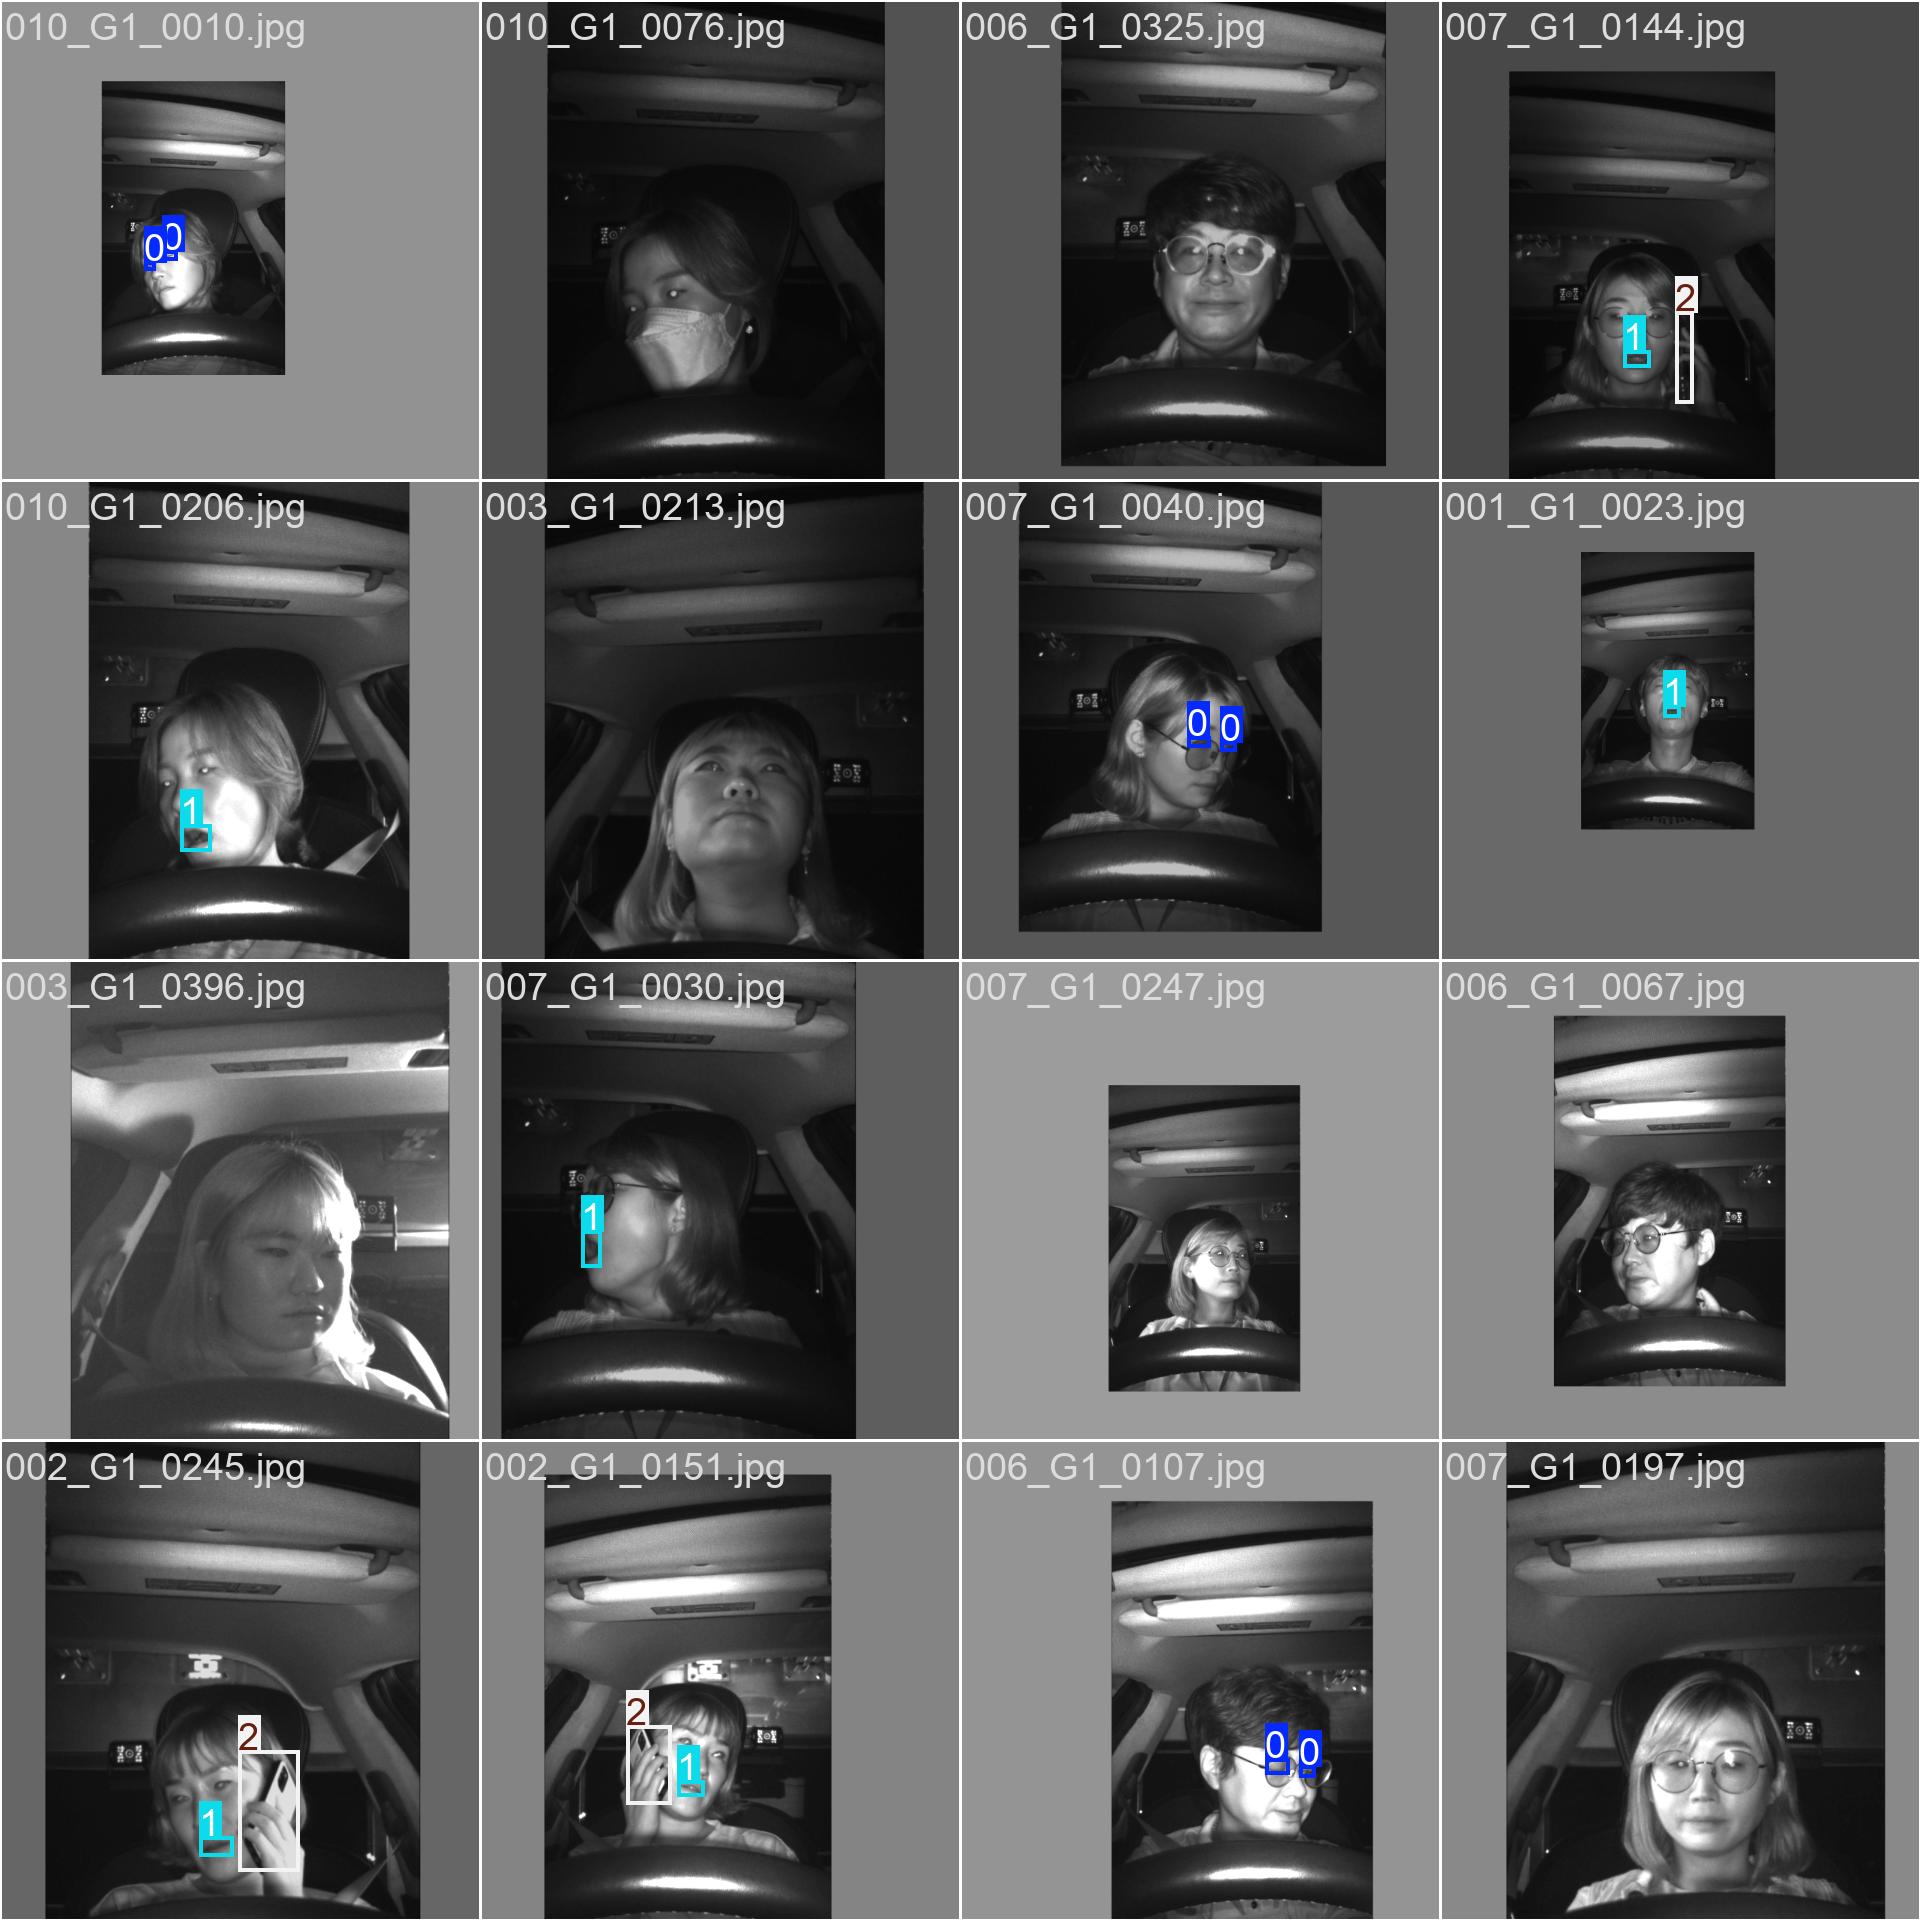 010_G1_0010.jpg
010_G1_0076.jpg
006_G1_0325.jpg
007_G1_0144.jpg
0
0
1
2
010_G1_0206.jpg
003_G1_0213.jpg
007_G1_0040.jpg
001_G1_0023.jpg
1
0
0
1
003_G1_0396.jpg
007_G1_0030.jpg
007_G1_0247.jpg
006_G1_0067.jpg
1
002_G1_0245.jpg
002_G1_0151.jpg
006_G1_0107.jpg
007_G1_0197.jpg
2
1
2
1
0
0